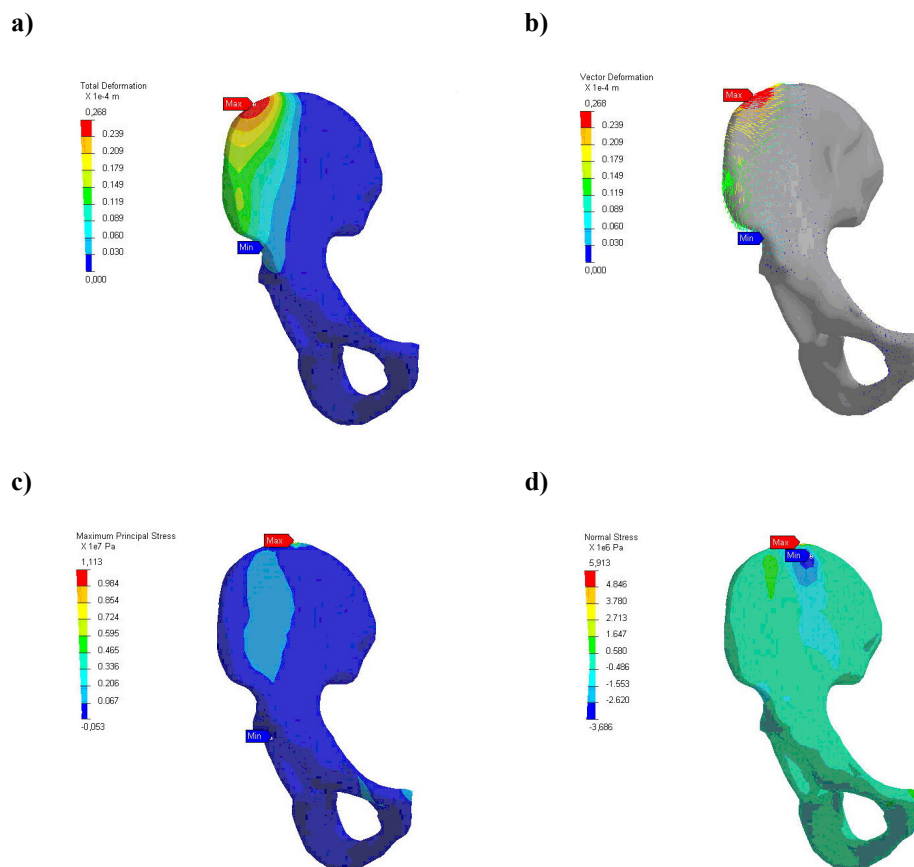 a)
b)
Total Deformation
X 1e-4 m
0,268
0.239
0.209
0.179
0.149
0.119
0.089
0.060
0.030
0,000
Max
Min
Vector Deformation
X 1e-4 m
0,268
0.239
0.209
0.179
0.149
0.119
0.089
0.060
0.030
0,000
Max
Min
c)
d)
Maximum Principal Stress
X 1e7 Pa
1,113
0.984
0.854
0.724
0.595
0.465
0.336
0.206
0.067
-0,053
Max
Min
Normal Stress
X 1e6 Pa
5,913
4.846
3.780
2.713
1.647
0.580
-0.486
-1.553
-2.620
-3,686
Max
Min